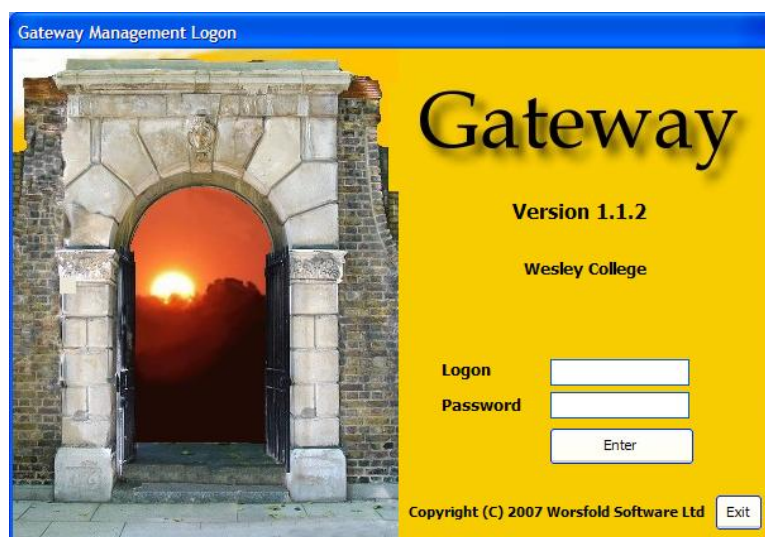 Gateway Management Logon
Gateway
Version 1.1.2
Wesley College
Logon
Password
Enter
Copyright (C) 2007 Worsfold Software Ltd
Exit